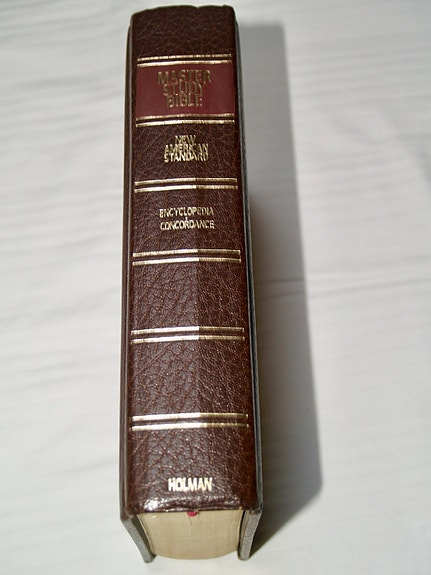 MASTER
STUDY
BIBLE
NEW
AMERICAN
STANDARD
ENCYCLOPEDIA
CONCORDANCE
HOLMAN